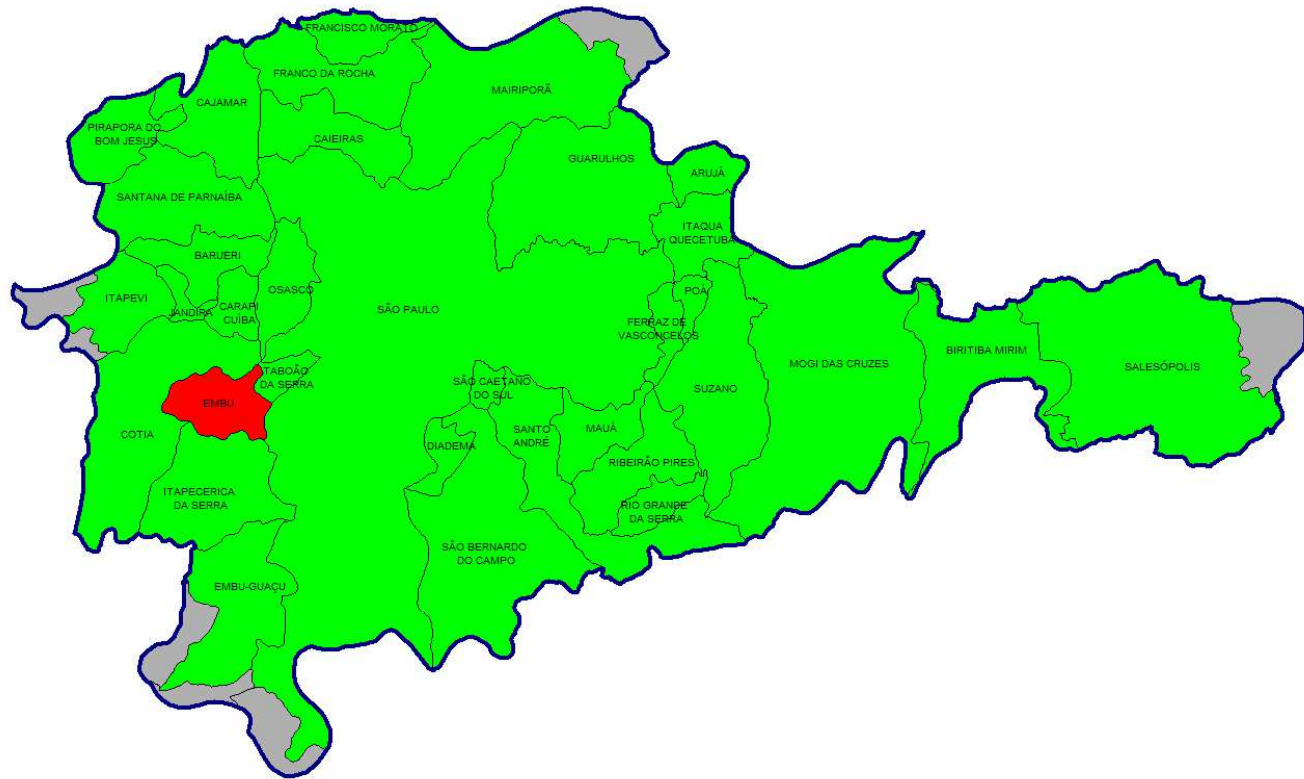 FRANCISCO MORATO
FRANCO DA ROCHA
MAIRIPORÃ
CAJAMAR
PIRAPORA DO
BOM JESUS
CAIEIRAS
GUARULHOS
ARUJÁ
SANTANA DE PARNAÍBA
ITAQUA
QUECETUBA
BARUERI
OSASCO
POÁ
ITAPEVI
JANDIRA
CARAPI
CUÍBA
SÃO PAULO
FERRAZ DE
VASCONCELOS
MOGI DAS CRUZES
BIRITIBA MIRIM
SALESÓPOLIS
TABOÃO
DA SERRA
SÃO CAETANO
DO SUL
SUZANO
EMBU
COTIA
DIADEMA
SANTO
ANDRÉ
MAUÁ
RIBEIRÃO PIRES
ITAPECERICA
DA SERRA
RIO GRANDE
DA SERRA
SÃO BERNARDO
DO CAMPO
EMBU-GUAÇU